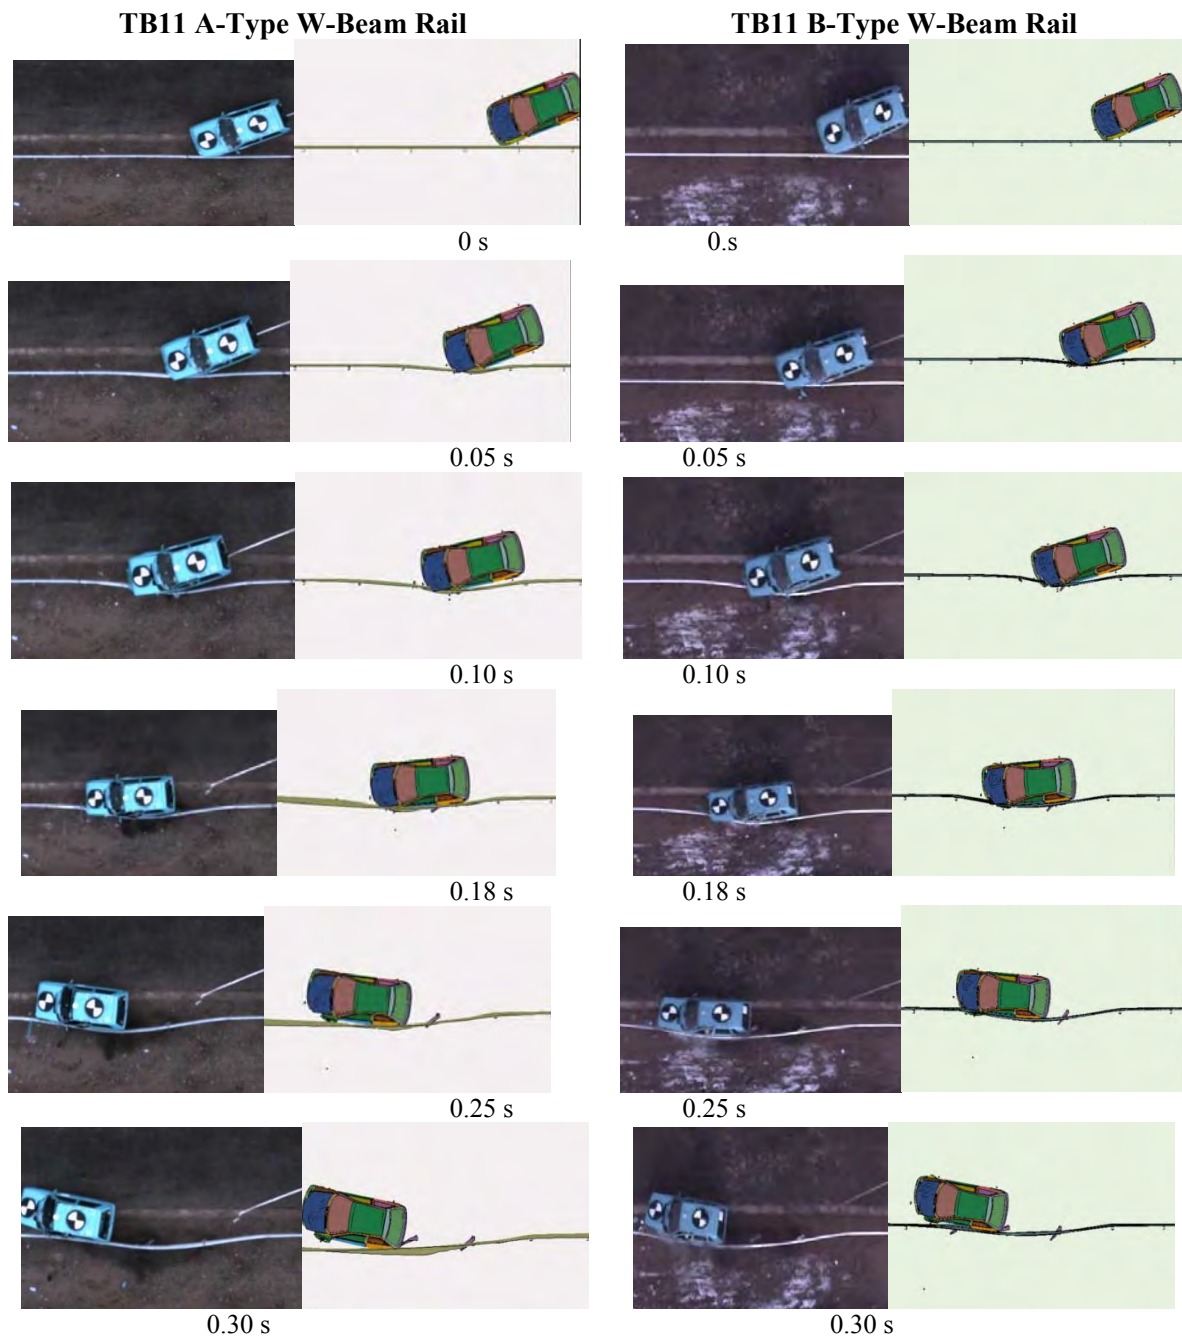 TB11 A-Type W-Beam Rail TB11 B-Type W-Beam Rail
0 s 0.s
0.05 s 0.05 s
0.10 s 0.10 s
0.18 s 0.18 s
0.25 s 0.25 s
0.30 s 0.30 s